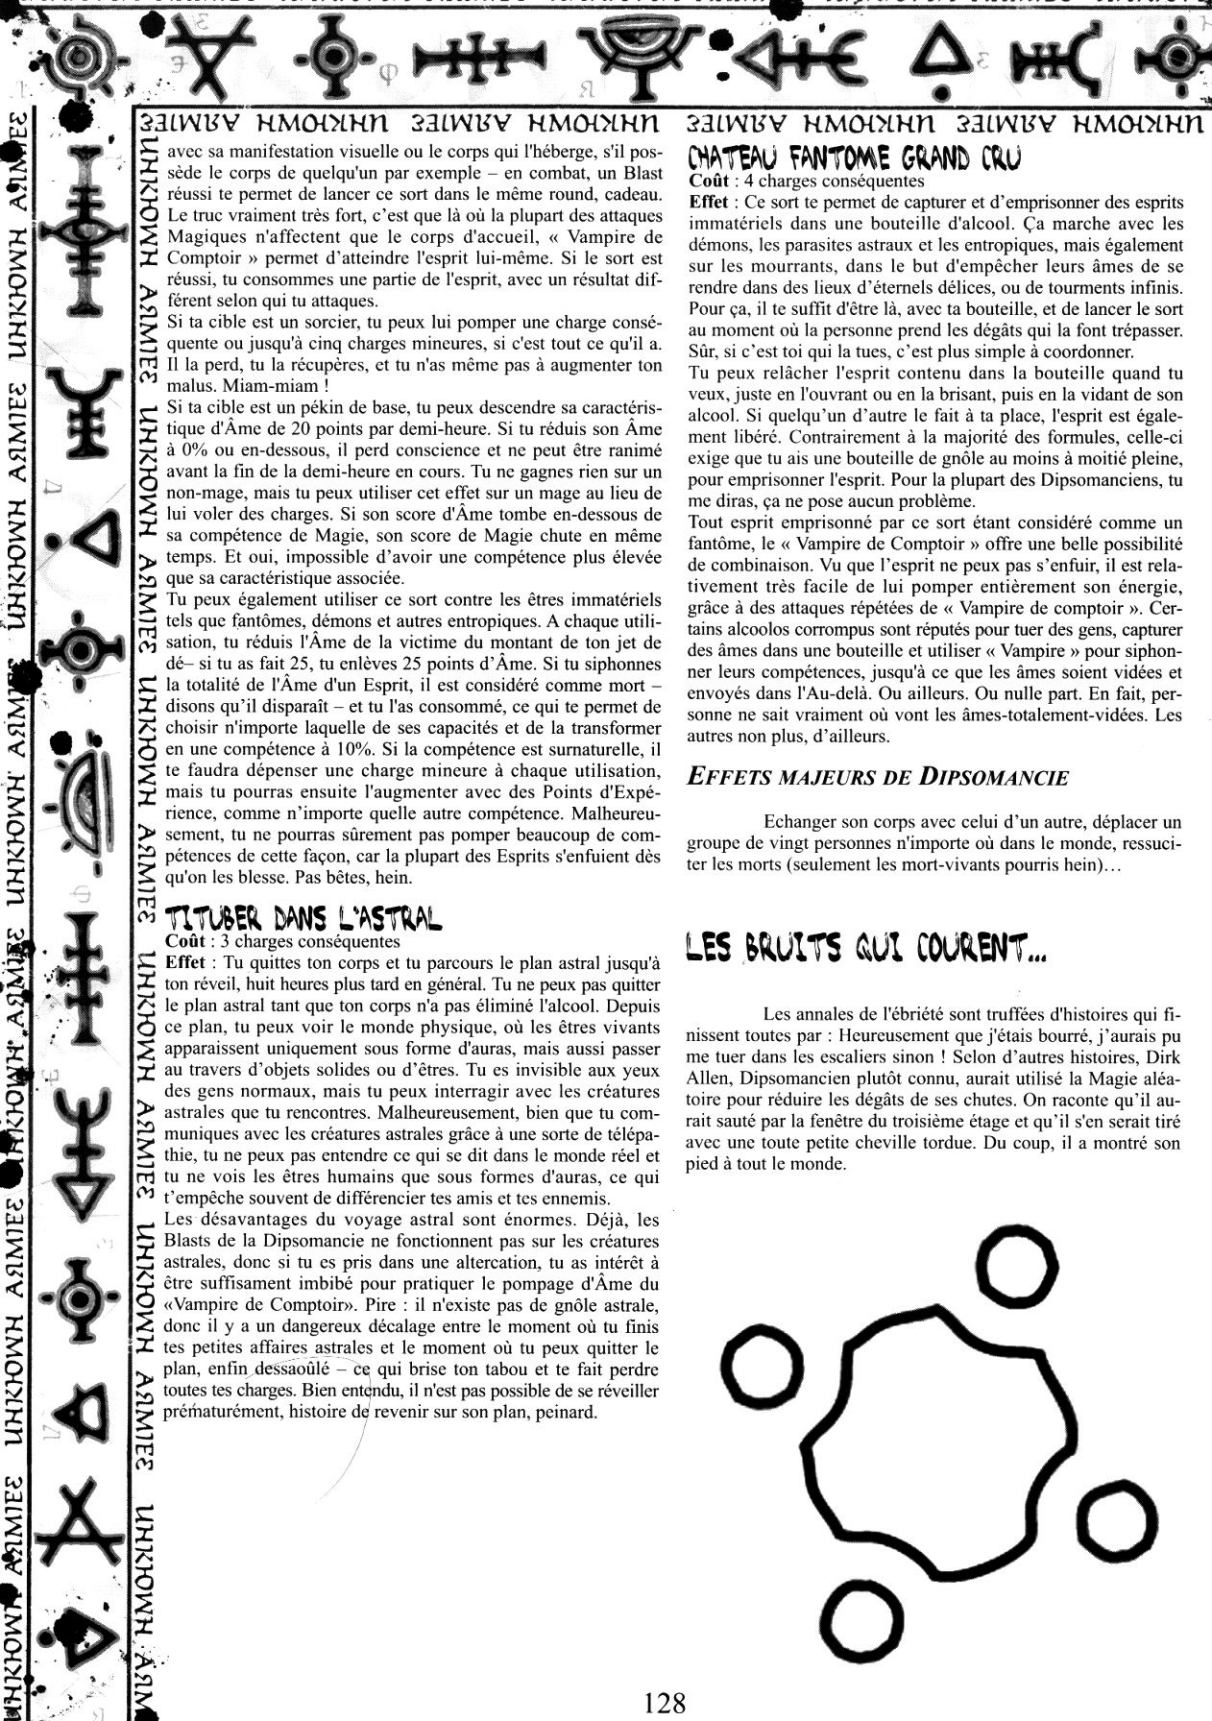 avec sa manifestation visuelle ou le corps qui l'héberge, s'il pos-
sède le corps de quelqu'un par exemple – en combat, un Blast
réussi te permet de lancer ce sort dans le même round, cadeau.
Le truc vraiment très fort, c'est que là où la plupart des attaques
Magiques n'affectent que le corps d'accueil, « Vampire de
Comptoir » permet d'atteindre l'esprit lui-même. Si le sort est
réussi, tu consommes une partie de l'esprit, avec un résultat dif-
férent selon qui tu attaques.
Si ta cible est un sorcier, tu peux lui pomper une charge consé-
quente ou jusqu'à cinq charges mineures, si c'est tout ce qu'il a.
Il la perd, tu la récupères, et tu n'as même pas à augmenter ton
malus. Miam-miam !
Si ta cible est un pékin de base, tu peux descendre sa caractéris-
tique d'Âme de 20 points par demi-heure. Si tu réduis son Âme
à 0% ou en-dessous, il perd conscience et ne peut être ranimé
avant la fin de la demi-heure en cours. Tu ne gagnes rien sur un
non-mage, mais tu peux utiliser cet effet sur un mage au lieu de
lui voler des charges. Si son score d'Âme tombe en-dessous de
sa compétence de Magie, son score de Magie chute en même
temps. Et oui, impossible d'avoir une compétence plus élevée
que sa caractéristique associée.
Tu peux également utiliser ce sort contre les êtres immatériels
tels que fantômes, démons et autres entropiques. A chaque utili-
sation, tu réduis l'Âme de la victime du montant de ton jet de
dé– si tu as fait 25, tu enlèves 25 points d'Âme. Si tu siphonnes
la totalité de l'Âme d'un Esprit, il est considéré comme mort –
disons qu'il disparaît – et tu l'as consommé, ce qui te permet de
choisir n'importe laquelle de ses capacités et de la transformer
en une compétence à 10%. Si la compétence est surnaturelle, il
te faudra dépenser une charge mineure à chaque utilisation,
mais tu pourras ensuite l'augmenter avec des Points d'Expé-
rience, comme n'importe quelle autre compétence. Malheureu-
sement, tu ne pourras sûrement pas pomper beaucoup de com-
pétences de cette façon, car la plupart des Esprits s'enfuient dès
qu'on les blesse. Pas bêtes, hein.
TITUBER DANS L'ASTRAL
Coût : 3 charges conséquentes
Effet : Tu quittes ton corps et tu parcours le plan astral jusqu'à
ton réveil, huit heures plus tard en général. Tu ne peux pas quitter
le plan astral tant que ton corps n'a pas éliminé l'alcool. Depuis
ce plan, tu peux voir le monde physique, où les êtres vivants
apparaissent uniquement sous forme d'auras, mais aussi passer
au travers d'objets solides ou d'êtres. Tu es invisible aux yeux
des gens normaux, mais tu peux interragir avec les créatures
astrales que tu rencontres. Malheureusement, bien que tu com-
muniques avec les créatures astrales grâce à une sorte de télépa-
thie, tu ne peux pas entendre ce qui se dit dans le monde réel et
tu ne vois les êtres humains que sous formes d'auras, ce qui
t'empêche souvent de différencier tes amis et tes ennemis.
Les désavantages du voyage astral sont énormes. Déjà, les
Blasts de la Dipsomancie ne fonctionnent pas sur les créatures
astrales, donc si tu es pris dans une altercation, tu as intérêt à
être suffisament imbibé pour pratiquer le pompage d'Âme du
«Vampire de Comptoir». Pire : il n'existe pas de gnôle astrale,
donc il y a un dangereux décalage entre le moment où tu finis
tes petites affaires astrales et le moment où tu peux quitter le
plan, enfin dessaoûlé – ce qui brise ton tabou et te fait perdre
toutes tes charges. Bien entendu, il n'est pas possible de se réveiller
prématurément, histoire de revenir sur son plan, peinard.
CHATEAU FANTOME GRAND CRU
Coût : 4 charges conséquentes
Effet : Ce sort te permet de capturer et d'emprisonner des esprits
immatériels dans une bouteille d'alcool. Ça marche avec les
démons, les parasites astraux et les entropiques, mais également
sur les mourrants, dans le but d'empêcher leurs âmes de se
rendre dans des lieux d'éternels délices, ou de tourments infinis.
Pour ça, il te suffit d'être là, avec ta bouteille, et de lancer le sort
au moment où la personne prend les dégâts qui la font trépasser.
Sûr, si c'est toi qui la tues, c'est plus simple à coordonner.
Tu peux relâcher l'esprit contenu dans la bouteille quand tu
veux, juste en l'ouvrant ou en la brisant, puis en la vidant de son
alcool. Si quelqu'un d'autre le fait à ta place, l'esprit est égale-
ment libéré. Contrairement à la majorité des formules, celle-ci
exige que tu ais une bouteille de gnôle au moins à moitié pleine,
pour emprisonner l'esprit. Pour la plupart des Dipsomanciens, tu
me diras, ça ne pose aucun problème.
Tout esprit emprisonné par ce sort étant considéré comme un
fantôme, le « Vampire de Comptoir » offre une belle possibilité
de combinaison. Vu que l'esprit ne peux pas s'enfuir, il est rela-
tivement très facile de lui pomper entièrement son énergie,
grâce à des attaques répétées de « Vampire de comptoir ». Cer-
tains alcoolos corrompus sont réputés pour tuer des gens, capturer
des âmes dans une bouteille et utiliser « Vampire » pour siphon-
ner leurs compétences, jusqu'à ce que les âmes soient vidées et
envoyés dans l'Au-delà. Ou ailleurs. Ou nulle part. En fait, per-
sonne ne sait vraiment où vont les âmes-totalement-vidées. Les
autres non plus, d'ailleurs.
EFFETS MAJEURS DE DIPSOMANCIE
Echanger son corps avec celui d'un autre, déplacer un
groupe de vingt personnes n'importe où dans le monde, ressuci-
ter les morts (seulement les mort-vivants pourris hein)…
LES BRUITS QUI COURENT...
Les annales de l'ébriété sont truffées d'histoires qui fi-
nissent toutes par : Heureusement que j'étais bourré, j'aurais pu
me tuer dans les escaliers sinon ! Selon d'autres histoires, Dirk
Allen, Dipsomancien plutôt connu, aurait utilisé la Magie aléa-
toire pour réduire les dégâts de ses chutes. On raconte qu'il au-
rait sauté par la fenêtre du troisième étage et qu'il s'en serait tiré
avec une toute petite cheville tordue. Du coup, il a montré son
pied à tout le monde.
128